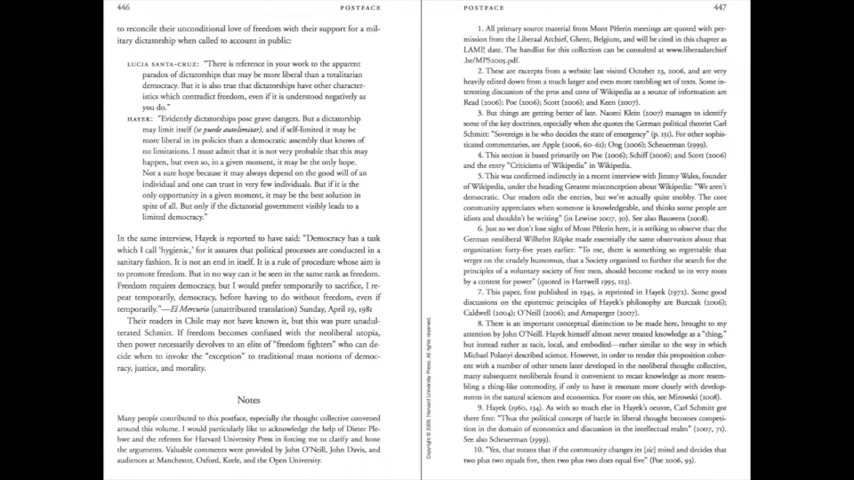 446
POSTFACE
to reconcile their unconditional love of freedom with their support for a mil-
itary dictatorship when called to account in public:
LUCIA SANTA-CRUZ: "There is reference in your work to the apparent
paradox of dictatorships that may be more liberal than a totalitarian
democracy. But it is also true that dictatorships have other character-
istics which contradict freedom, even if it is understood negatively as
you do."
HAYEK: "Evidently dictatorships pose grave dangers. But a dictatorship
may limit itself (se puede autolimitar), and if self-limited it may be
more liberal in its policies than a democratic assembly that knows of
no limitations. I must admit that it is not very probable that this may
happen, but even so, in a given moment, it may be the only hope.
Not a sure hope because it may always depend on the good will of an
individual and one can trust in very few individuals. But if it is the
only opportunity in a given moment, it may be the best solution in
spite of all. But only if the dictatorial government visibly leads to a
limited democracy."
In the same interview, Hayek is reported to have said: "Democracy has a task
which I call 'hygienic,' for it assures that political processes are conducted in a
sanitary fashion. It is not an end in itself. It is a rule of procedure whose aim is
to promote freedom. But in no way can it be seen in the same rank as freedom.
Freedom requires democracy, but I would prefer temporarily to sacrifice, I re-
peat temporarily, democracy, before having to do without freedom, even if
temporarily."—El Mercurio (unattributed translation) Sunday, April 19, 1981
Their readers in Chile may not have known it, but this was pure unadul-
terated Schmitt. If freedom becomes confused with the neoliberal utopia,
then power necessarily devolves to an elite of "freedom fighters" who can de-
cide when to invoke the "exception" to traditional mass notions of democ-
racy, justice, and morality.
Notes
Many people contributed to this postface, especially the thought collective convened
around this volume. I would particularly like to acknowledge the help of Dieter Ple-
hwe and the referees for Harvard University Press in forcing me to clarify and hone
the arguments. Valuable comments were provided by John O'Neill, John Davis, and
audiences at Manchester, Oxford, Keele, and the Open University.
Copyright © 2009. Harvard University Press. All rights reserved.
POSTFACE
447
1. All primary source material from Mont Pèlerin meetings are quoted with per-
mission from the Liberaal Archief, Ghent, Belgium, and will be cited in this chapter as
LAMP, date. The handlist for this collection can be consulted at www.liberaalarchief
.be/MPS2005.pdf.
2. These are excerpts from a website last visited October 23, 2006, and are very
heavily edited down from a much larger and even more rambling set of texts. Some in-
teresting discussion of the pros and cons of Wikipedia as a source of information are
Read (2006); Poe (2006); Scott (2006); and Keen (2007).
3. But things are getting better of late. Naomi Klein (2007) manages to identify
some of the key doctrines, especially when she quotes the German political theorist Carl
Schmitt: "Sovereign is he who decides the state of emergency" (p. 131). For other sophis-
ticated commentaries, see Apple (2006, 60–61); Ong (2006); Scheuerman (1999).
4. This section is based primarily on Poe (2006); Schiff (2006); and Scott (2006)
and the entry "Criticisms of Wikipedia" in Wikipedia.
5. This was confirmed indirectly in a recent interview with Jimmy Wales, founder
of Wikipedia, under the heading Greatest misconception about Wikipedia: "We aren't
democratic. Our readers edit the entries, but we're actually quite snobby. The core
community appreciates when someone is knowledgeable, and thinks some people are
idiots and shouldn't be writing" (in Lewine 2007, 30). See also Bauwens (2008).
6. Just so we don't lose sight of Mont Pèlerin here, it is striking to observe that the
German neoliberal Wilhelm Röpke made essentially the same observation about that
organization forty-five years earlier: "To me, there is something so regrettable that
verges on the crudely humorous, that a Society organised to further the search for the
principles of a voluntary society of free men, should become rocked to its very roots
by a contest for power" (quoted in Hartwell 1995, 123).
7. This paper, first published in 1945, is reprinted in Hayek (1972). Some good
discussions on the epistemic principles of Hayek's philosophy are Burczak (2006);
Caldwell (2004); O'Neill (2006); and Arnsperger (2007).
8. There is an important conceptual distinction to be made here, brought to my
attention by John O'Neill. Hayek himself almost never treated knowledge as a "thing,"
but instead rather as tacit, local, and embodied—rather similar to the way in which
Michael Polanyi described science. However, in order to render this proposition coher-
ent with a number of other tenets later developed in the neoliberal thought collective,
many subsequent neoliberals found it convenient to recast knowledge as more resem-
bling a thing-like commodity, if only to have it resonate more closely with develop-
ments in the natural sciences and economics. For more on this, see Mirowski (2008).
9. Hayek (1960, 134). As with so much else in Hayek's oeuvre, Carl Schmitt got
there first: "Thus the political concept of battle in liberal thought becomes competi-
tion in the domain of economics and discussion in the intellectual realm" (2007, 71).
See also Scheuerman (1999).
10. "Yes, that means that if the community changes its [sic] mind and decides that
two plus two equals five, then two plus two does equal five" (Poe 2006, 93).